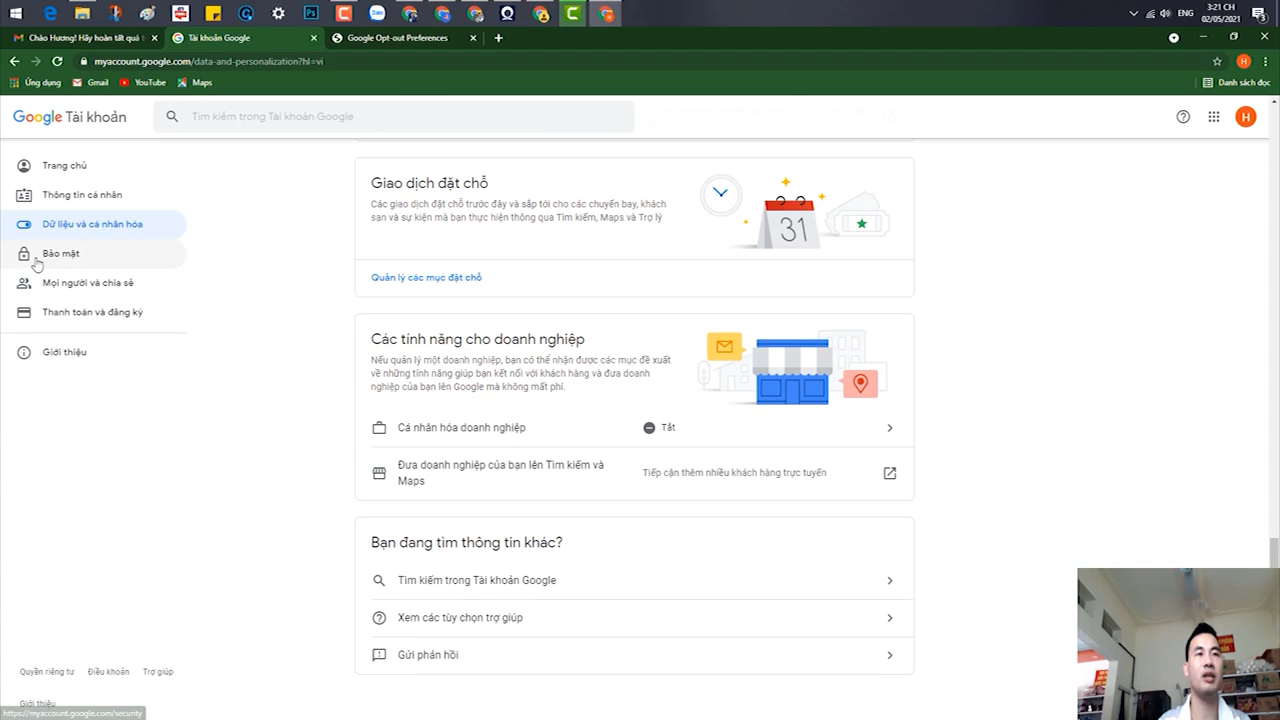 3:21 CH
ENG
02/05/2021
3
Chào Hương! Hãy hoàn tất quá t
Tài khoản Google
Google Opt-out Preferences
myaccount.google.com/data-and-personalization?hl=vi
H
Ứng dụng
Gmail
YouTube
Maps
Danh sách đọc
Google Tài khoản
Tìm kiếm trong Tài khoản Google
H
Trang chủ
Thông tin cá nhân
Dữ liệu và cá nhân hóa
Bảo mật
Mọi người và chia sẻ
Thanh toán và đăng ký
Giới thiệu
Giao dịch đặt chỗ
Các giao dịch đặt chỗ trước đây và sắp tới cho các chuyến bay, khách
sạn và sự kiện mà bạn thực hiện thông qua Tìm kiếm, Maps và Trợ lý
31
Quản lý các mục đặt chỗ
Các tính năng cho doanh nghiệp
Nếu quản lý một doanh nghiệp, bạn có thể nhận được các mục đề xuất
về những tính năng giúp bạn kết nối với khách hàng và đưa doanh
nghiệp của bạn lên Google mà không mất phí.
Cá nhân hóa doanh nghiệp
Tắt
Đưa doanh nghiệp của bạn lên Tìm kiếm và
Maps
Tiếp cận thêm nhiều khách hàng trực tuyến
Bạn đang tìm thông tin khác?
Tìm kiếm trong Tài khoản Google
Xem các tùy chọn trợ giúp
Gửi phản hồi
Quyền riêng tư
Điều khoản
Trợ giúp
Giới thiệu
https://myaccount.google.com/security